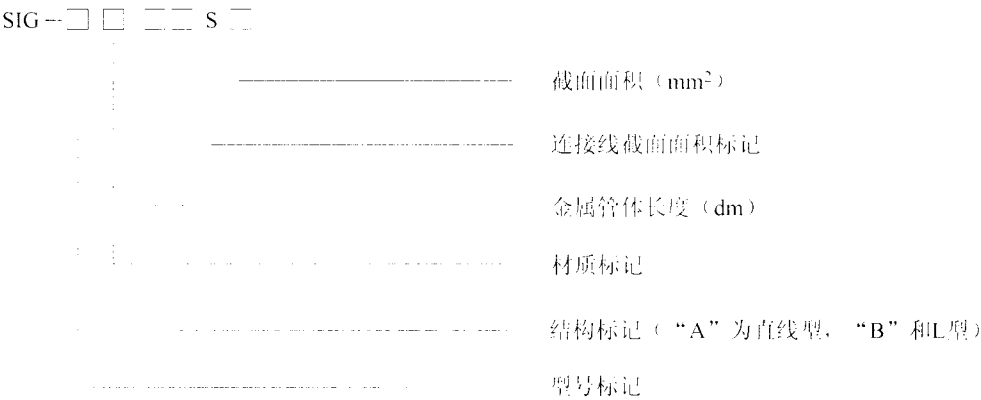 SIG-□□ □□ S □
截面面积（mm²）
连接线截面面积标记
金属管体长度（dm）
材质标记
结构标记（“A”为直线型，“B”和L型）
型号标记